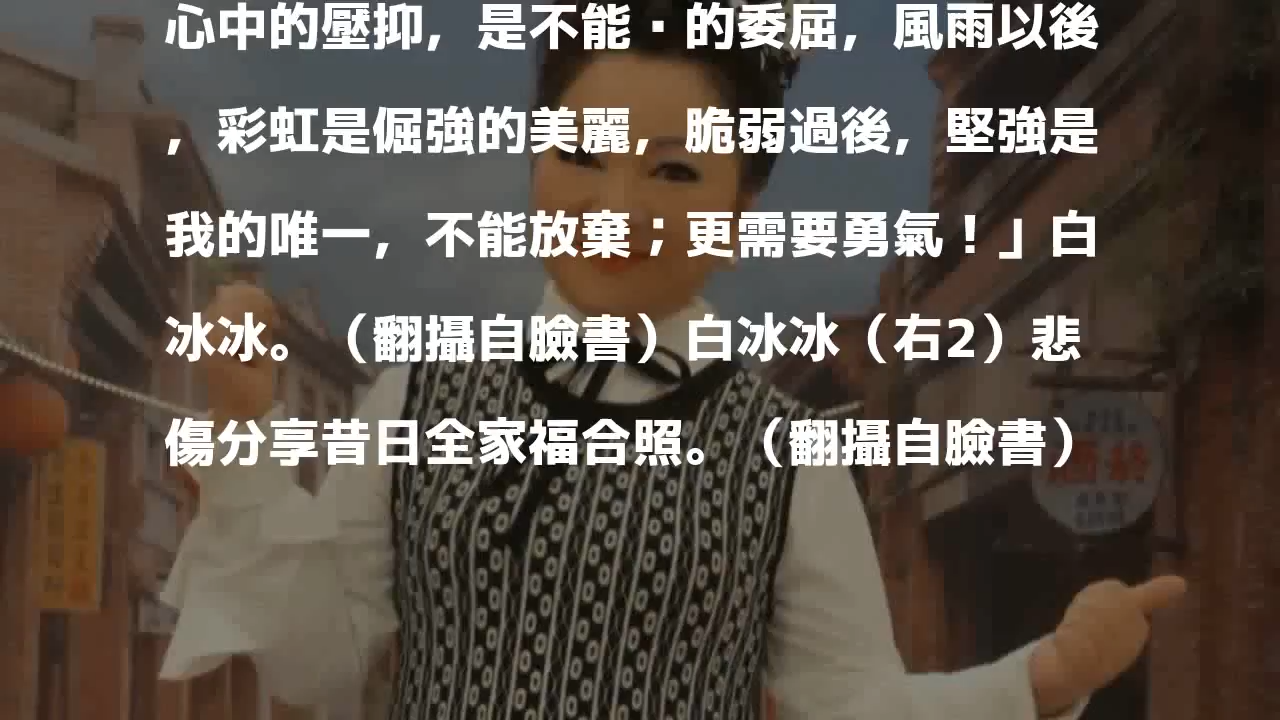 心中的壓抑，是不能·的委屈，風雨以後
，彩虹是倔強的美麗，脆弱過後，堅強是
我的唯一，不能放棄；更需要勇氣！」白
冰冰。（翻攝自臉書）白冰冰（右2）悲
傷分享昔日全家福合照。（翻攝自臉書）